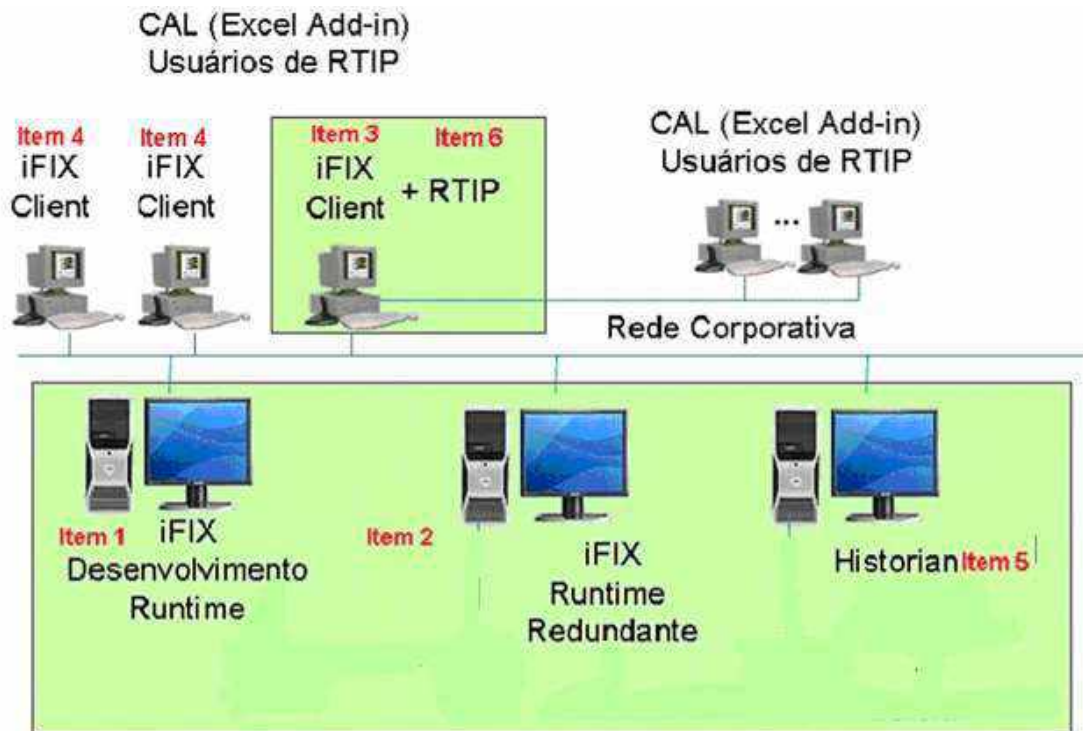 CAL (Excel Add-in)
Usuários de RTIP
Item 4
iFIX
Client
Item 4
iFIX
Client
Item 3
iFIX
Client
Item 6
+ RTIP
CAL (Excel Add-in)
Usuários de RTIP
...
Rede Corporativa
Item 1
iFIX
Desenvolvimento
Runtime
Item 2
iFIX
Runtime
Redundante
Historian Item 5